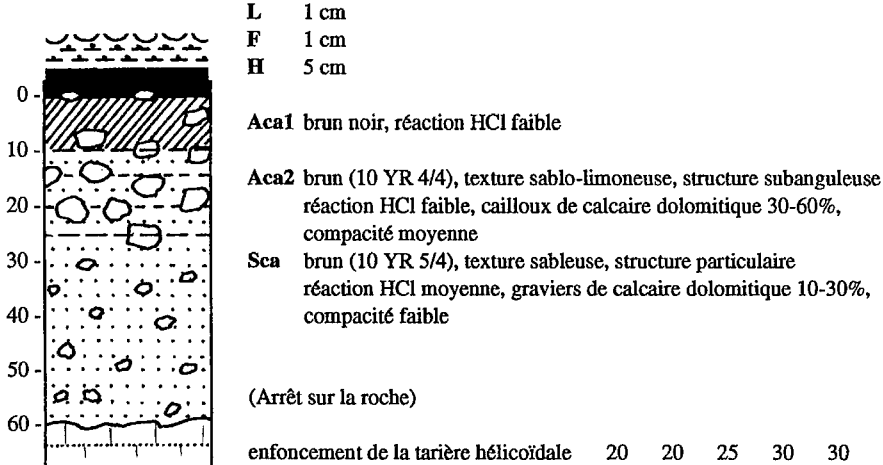 L 1 cm
F 1 cm
H 5 cm
0
Aca1 brun noir, réaction HCl faible
10
Aca2 brun (10 YR 4/4), texture sablo-limoneuse, structure subanguleuse
20
réaction HCl faible, cailloux de calcaire dolomitique 30-60%,
compacité moyenne
30
Sca brun (10 YR 5/4), texture sableuse, structure particulaire
réaction HCl moyenne, graviers de calcaire dolomitique 10-30%,
40
compacité faible
50
(Arrêt sur la roche)
60
enfoncement de la tarière hélicoïdale 20 20 25 30 30